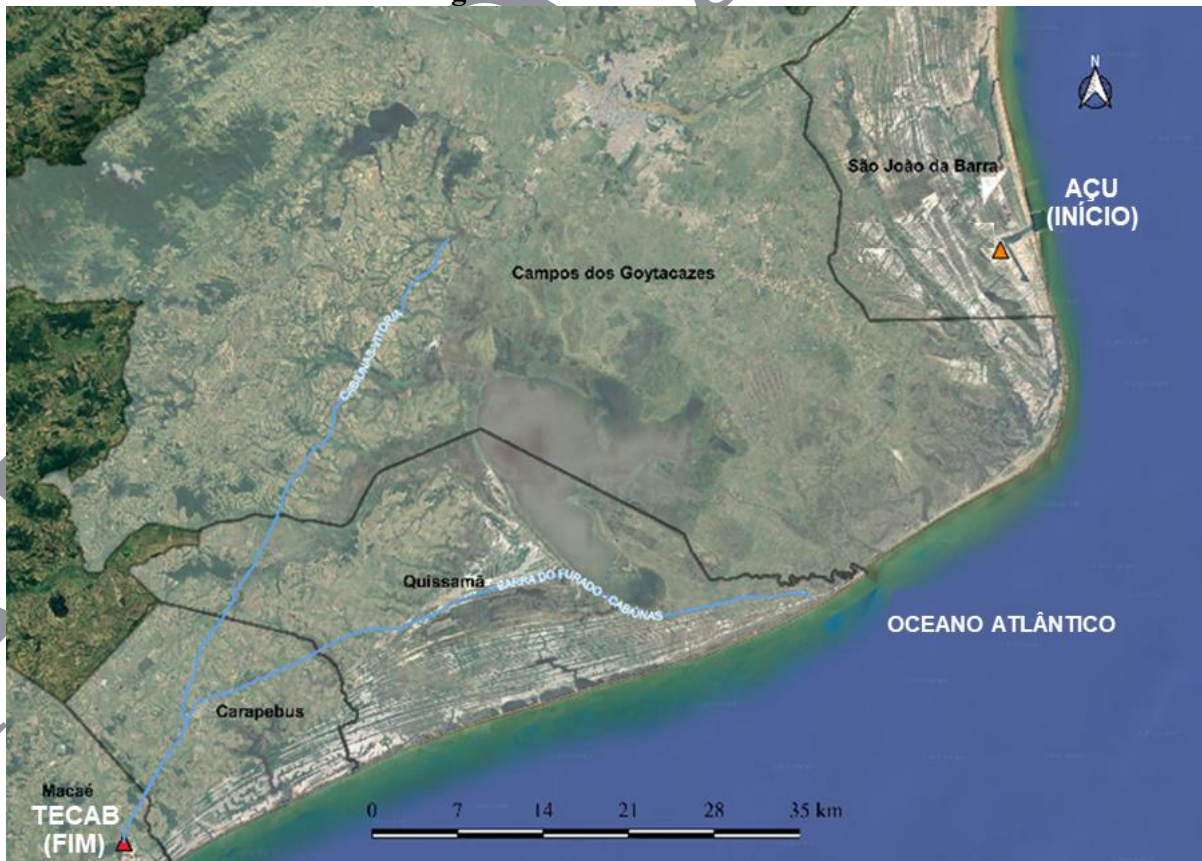 N
São João da Barra
AÇU
(INÍCIO)
Campos dos Goytacazes
CABIÚNAS-VITÓRIA
Quissamã
BARRA DO FURADO - CABIÚNAS
OCEANO ATLÂNTICO
Carapebus
Macaé
TECAB
(FIM)
0 7 14 21 28 35 km